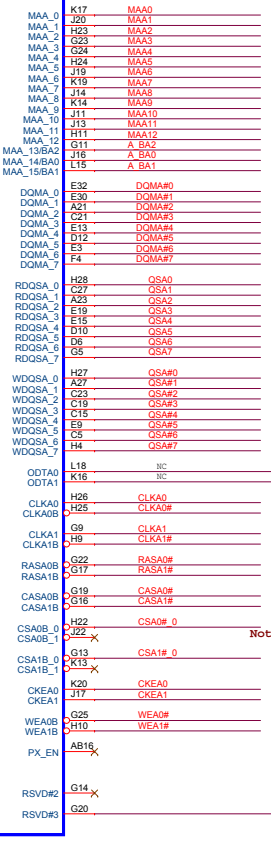 MAA_0 K17 MAA0
MAA_1 J20 MAA1
MAA_2 H23 MAA2
MAA_3 G23 MAA3
MAA_4 G24 MAA4
MAA_5 H24 MAA5
MAA_6 J19 MAA6
MAA_7 K19 MAA7
MAA_8 J14 MAA8
MAA_9 K14 MAA9
MAA_10 J11 MAA10
MAA_11 J13 MAA11
MAA_12 H11 MAA12
MAA_13/BA2 G11 A_BA2
MAA_14/BA0 J16 A_BA0
MAA_15/BA1 L15 A_BA1
DQMA_0 E32 DQMA#0
DQMA_1 E30 DQMA#1
DQMA_2 A21 DQMA#2
DQMA_3 C21 DQMA#3
DQMA_4 E13 DQMA#4
DQMA_5 D12 DQMA#5
DQMA_6 E3 DQMA#6
DQMA_7 F4 DQMA#7
RDQSA_0 H28 QSA0
RDQSA_1 C27 QSA1
RDQSA_2 A23 QSA2
RDQSA_3 E19 QSA3
RDQSA_4 E15 QSA4
RDQSA_5 D10 QSA5
RDQSA_6 D6 QSA6
RDQSA_7 G5 QSA7
WDQSA_0 H27 QSA#0
WDQSA_1 A27 QSA#1
WDQSA_2 C23 QSA#2
WDQSA_3 C19 QSA#3
WDQSA_4 C15 QSA#4
WDQSA_5 E9 QSA#5
WDQSA_6 C5 QSA#6
WDQSA_7 H4 QSA#7
ODTA0 L18 NC
ODTA1 K16 NC
CLKA0 H26 CLKA0
CLKA0B H25 CLKA0#
CLKA1 G9 CLKA1
CLKA1B H9 CLKA1#
RASA0B G22 RASA0#
RASA1B G17 RASA1#
CASA0B G19 CASA0#
CASA1B G16 CASA1#
CSA0B_0 H22 CSA0#_0
CSA0B_1 J22
Not
CSA1B_0 G13 CSA1#_0
CSA1B_1 K13
CKEA0 K20 CKEA0
CKEA1 J17 CKEA1
WEA0B G25 WEA0#
WEA1B H10 WEA1#
PX_EN AB16
RSVD#2 G14
RSVD#3 G20